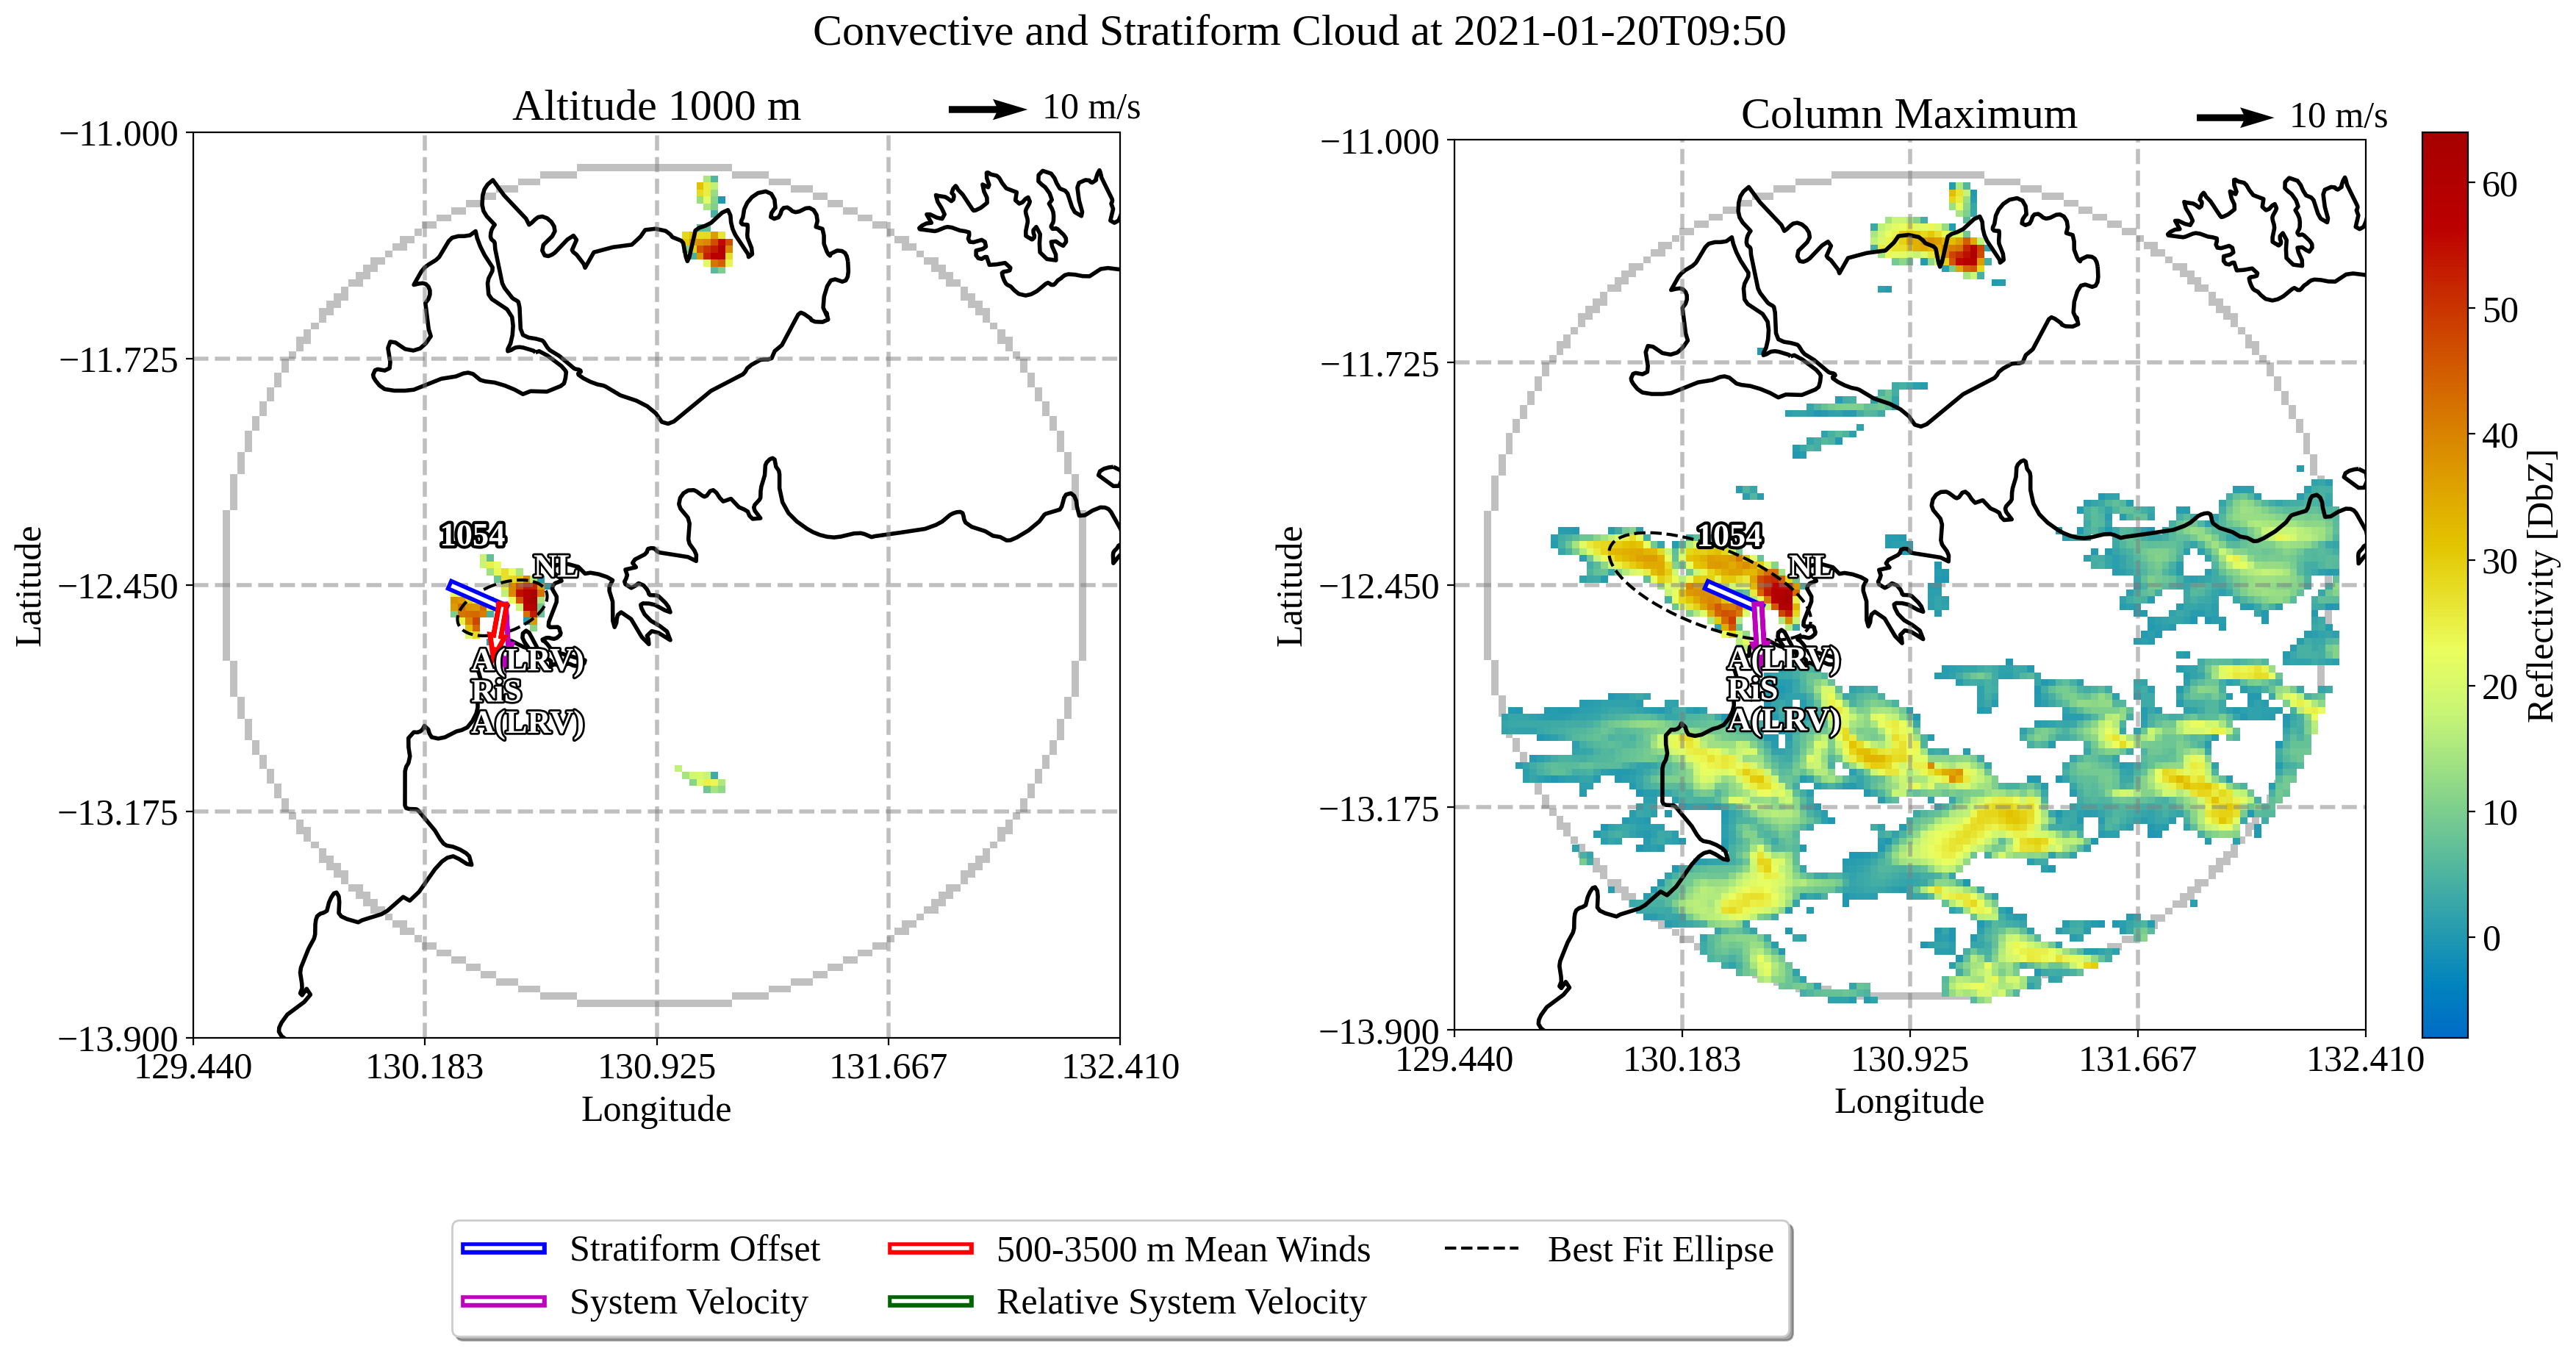 Convective and Stratiform Cloud at 2021-01-20T09:50
Altitude 1000 m
10 m/s
−11.000
−11.725
−12.450
−13.175
−13.900
Latitude
1054
NL
A(LRV)
RiS
A(LRV)
129.440
130.183
130.925
131.667
132.410
Longitude
Column Maximum
10 m/s
−11.000
−11.725
−12.450
−13.175
−13.900
Latitude
1054
NL
A(LRV)
RiS
A(LRV)
129.440
130.183
130.925
131.667
132.410
Longitude
60
50
40
30
20
10
0
Reflectivity [DbZ]
Stratiform Offset
System Velocity
500-3500 m Mean Winds
Relative System Velocity
Best Fit Ellipse